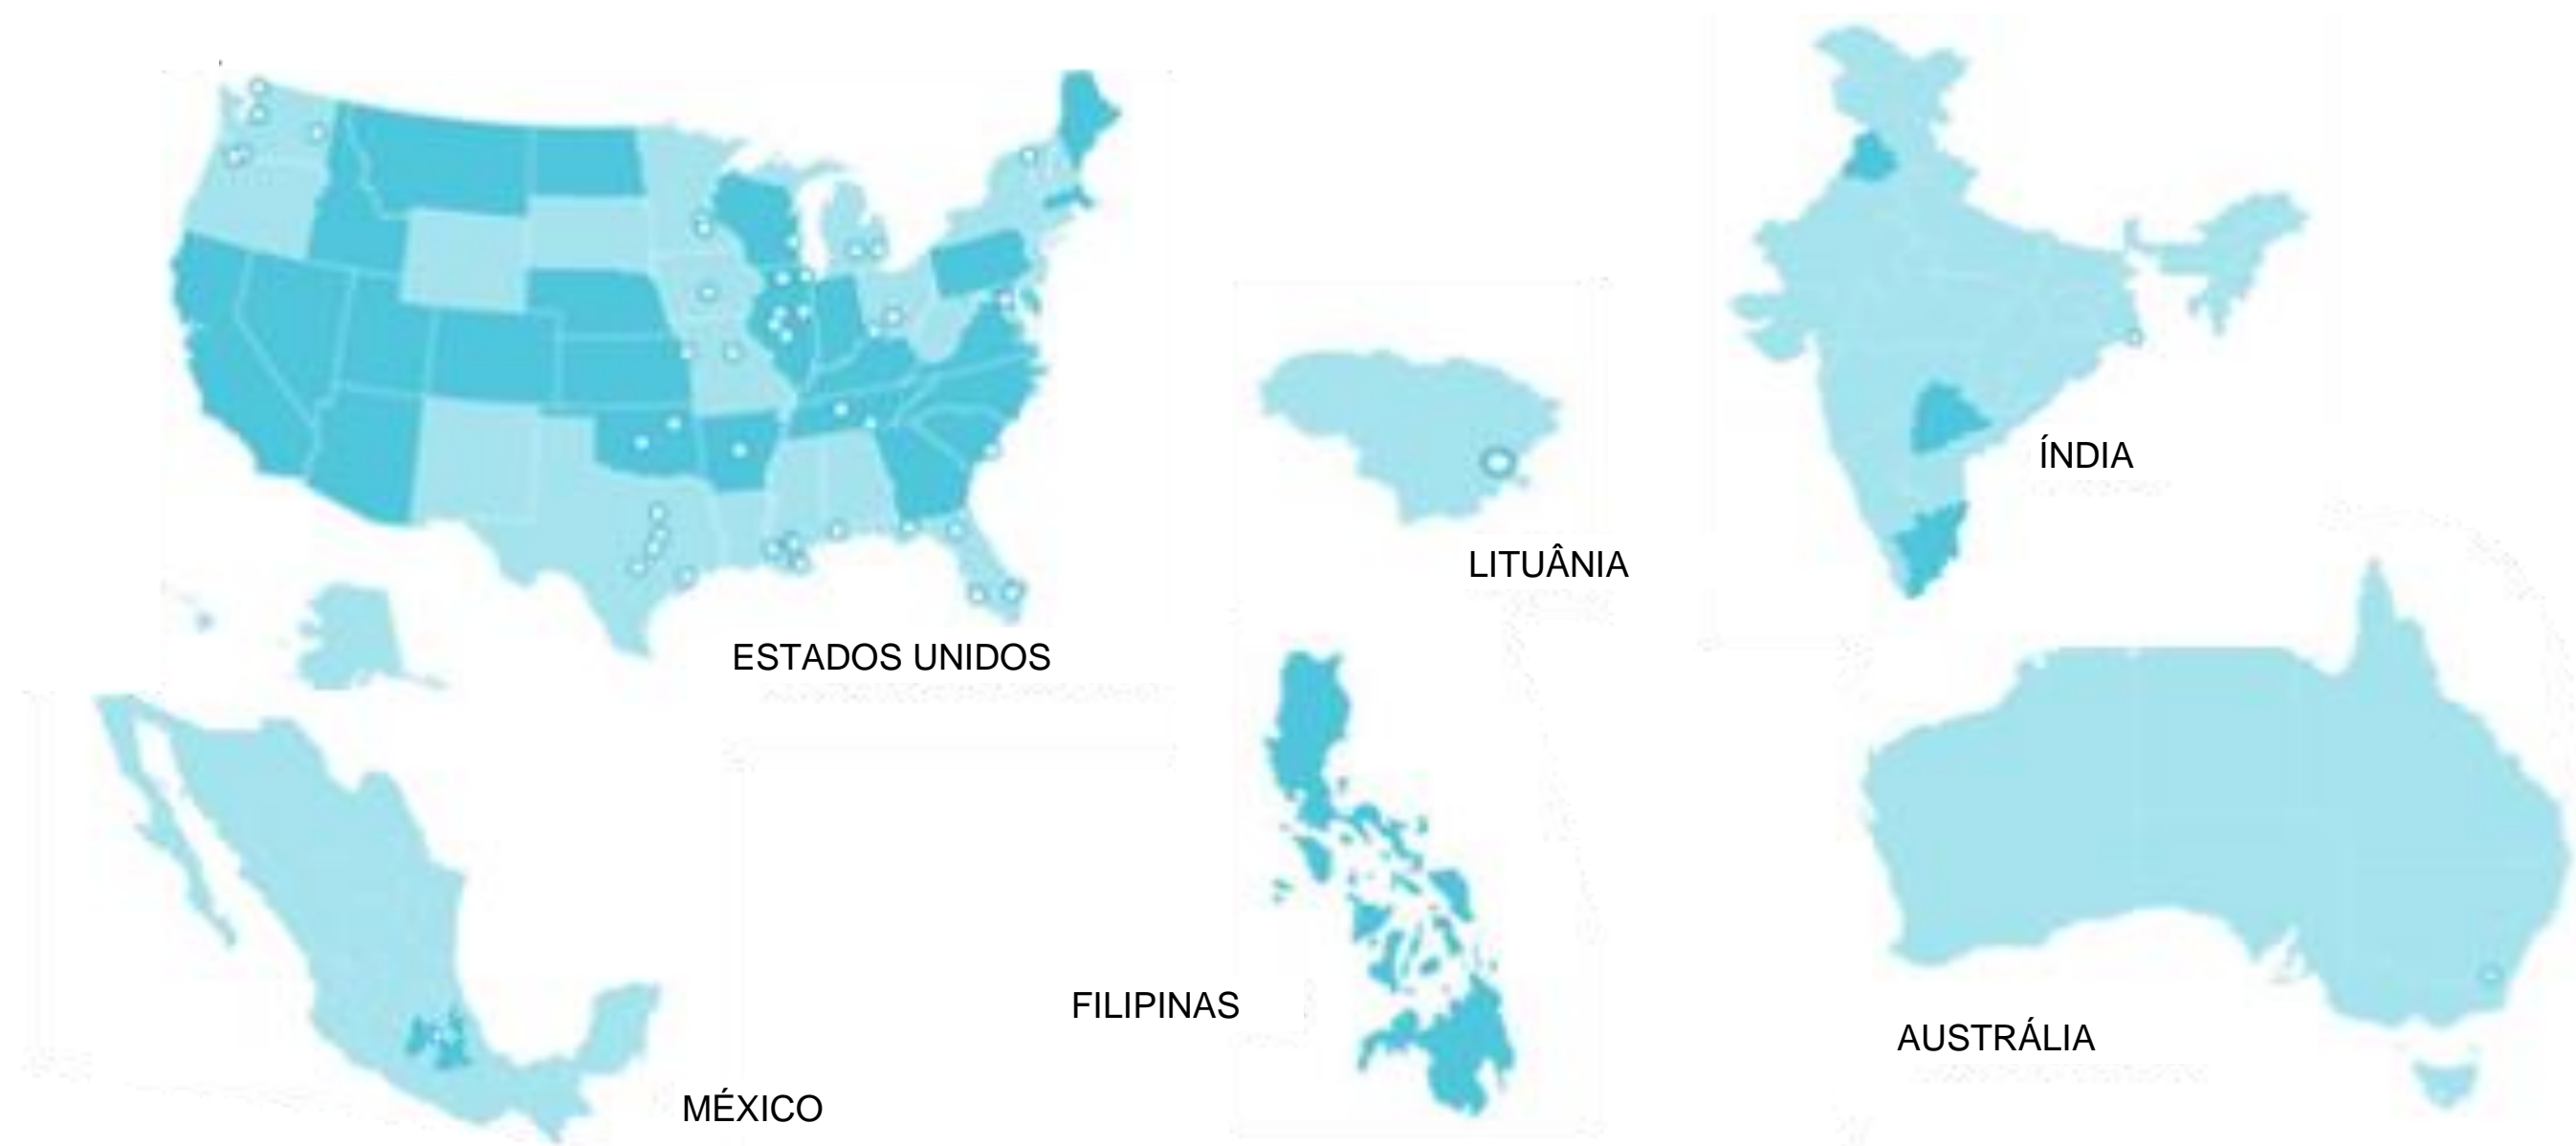 ÍNDIA
LITUÂNIA
ESTADOS UNIDOS
FILIPINAS
AUSTRÁLIA
MÉXICO